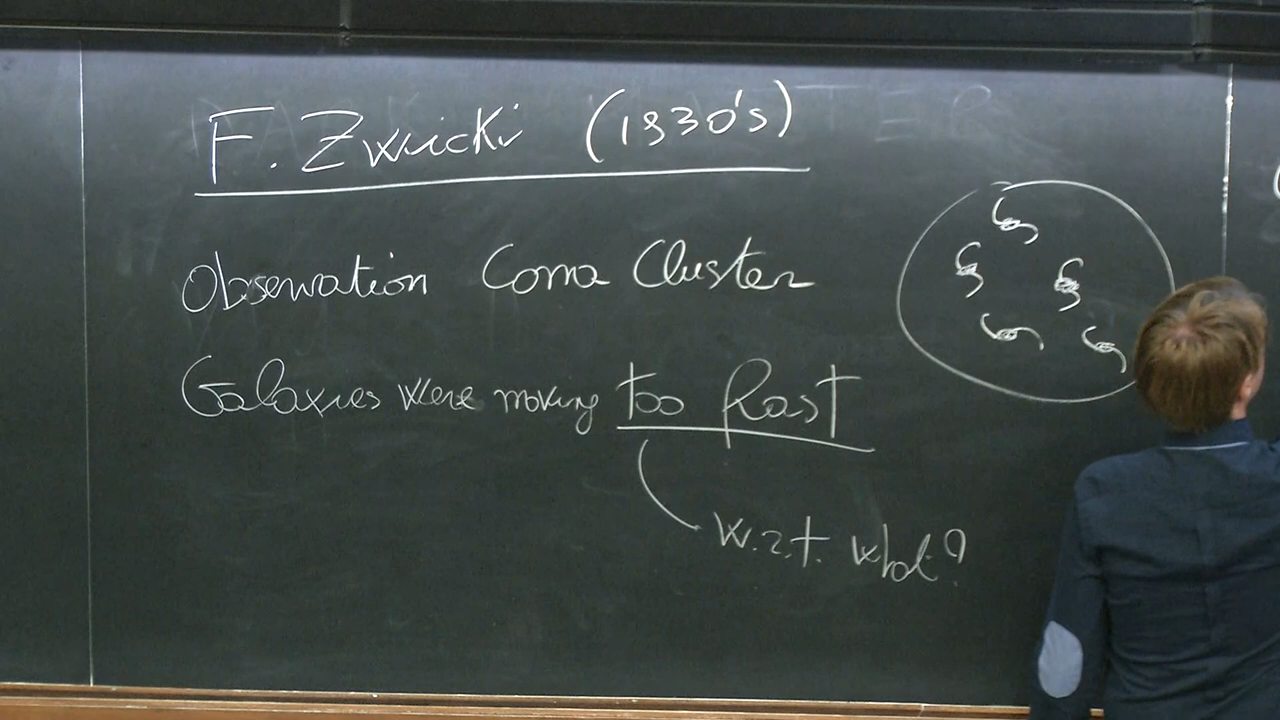 F. Zwicki (1930's)
Observation Coma Cluster
Galaxies were moving too fast
w.r.t. what?